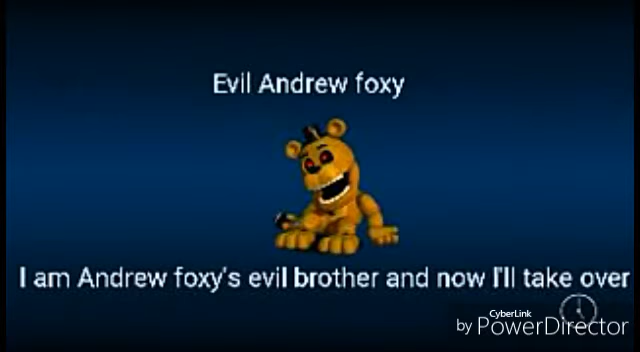 Evil Andrew foxy
I am Andrew foxy's evil brother and now I'll take over
CyberLink
by PowerDirector